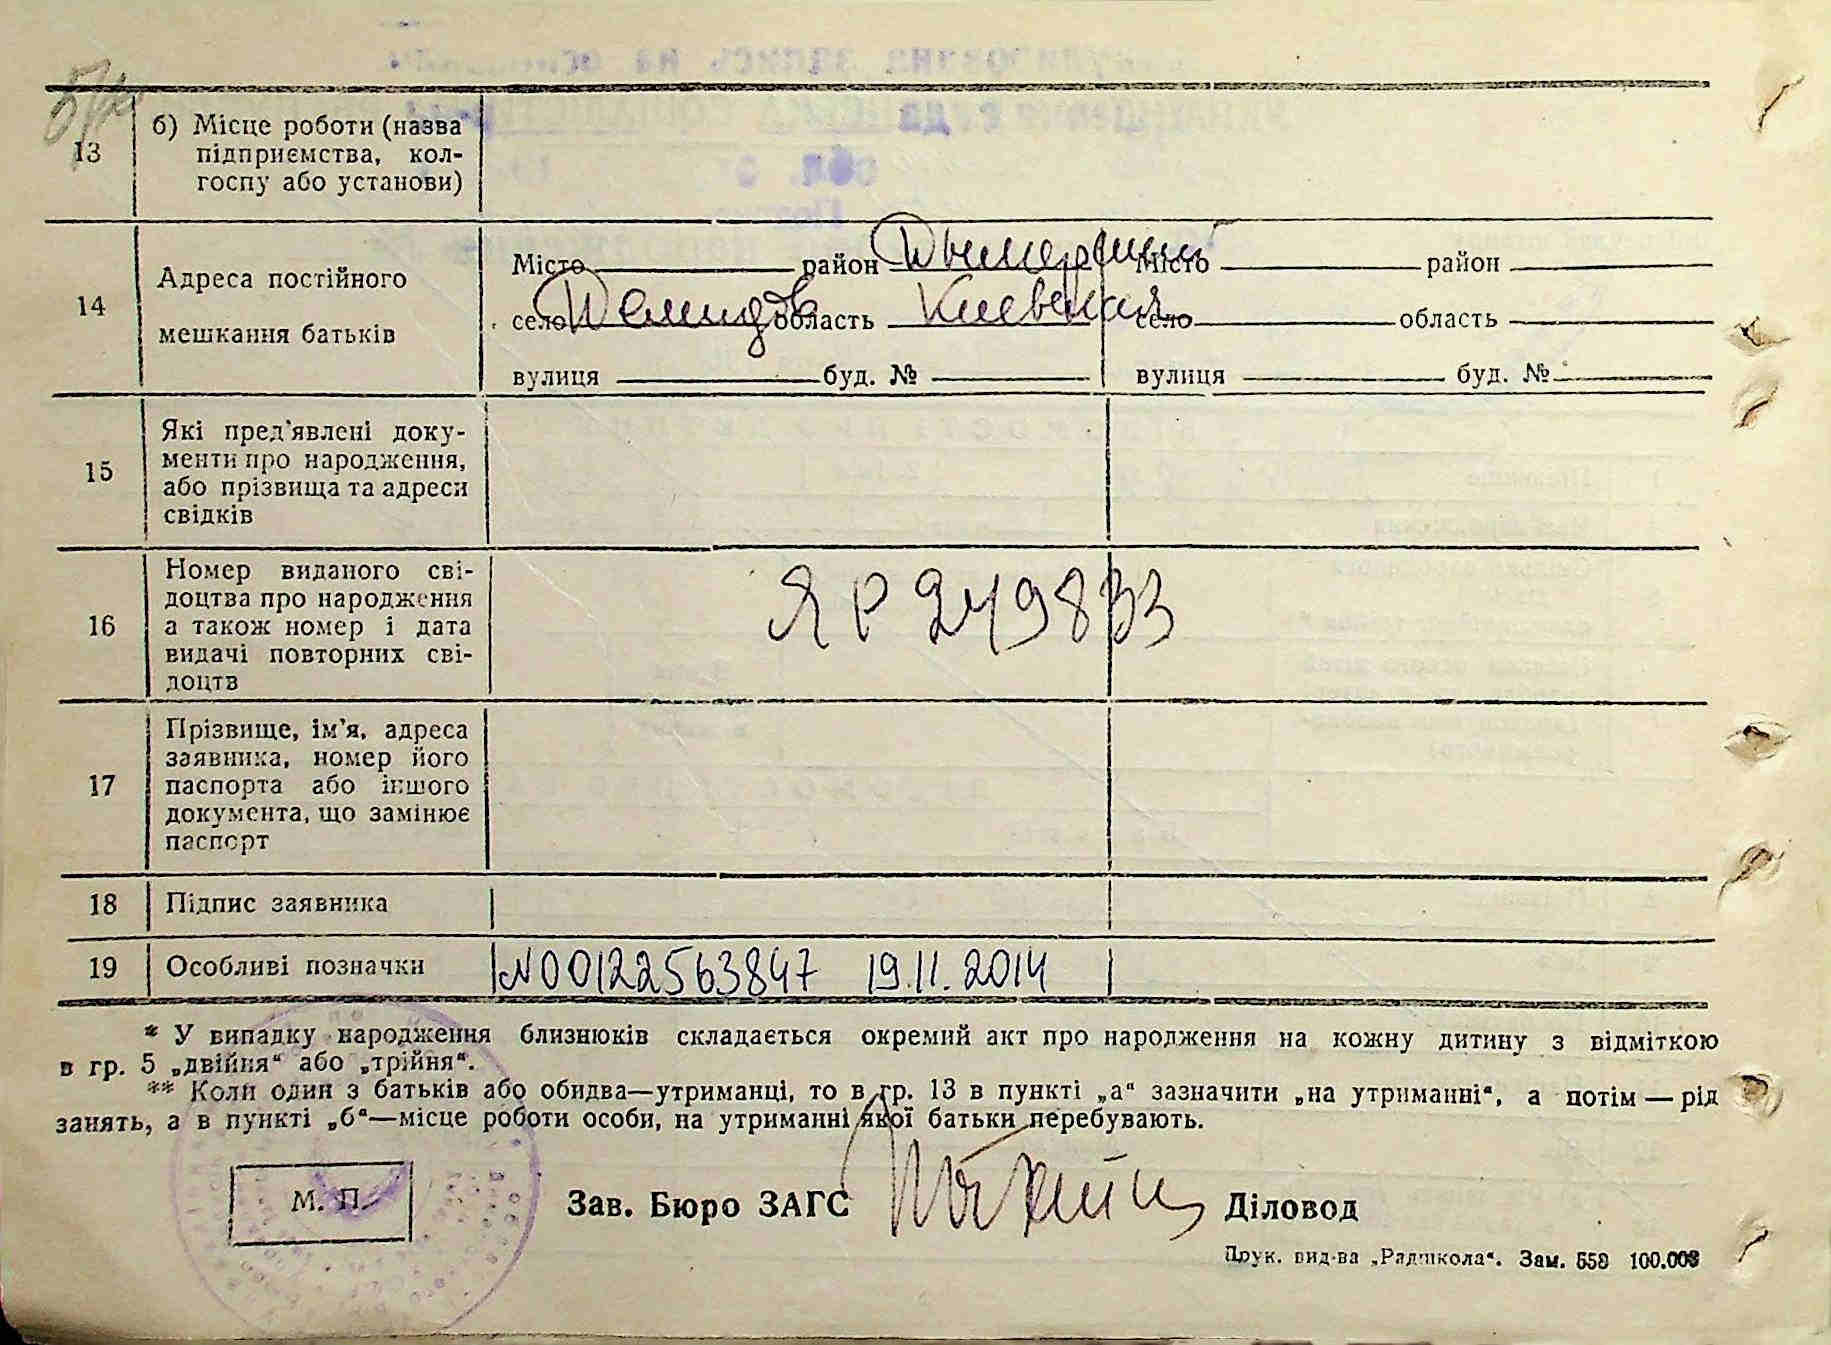 13
б) Місце роботи (назва
підприємства, кол-
госпу або установи)
14
Адреса постійного
мешкання батьків
Місто район Дымерский Місто район
село Демидов область Киевская село область
вулиця буд. № вулиця буд. №
15
Які пред'явлені доку-
менти про народження,
або прізвища та адреси
свідків
16
Номер виданого сві-
доцтва про народження
а також номер і дата
видачі повторних сві-
доцтв
ЯР 249833
17
Прізвище, ім'я, адреса
заявника, номер його
паспорта або іншого
документа, що замінює
паспорт
18 Підпис заявника
19 Особливі позначки N00122563847 19.11.2014
* У випадку народження близнюків складається окремий акт про народження на кожну дитину з відміткою
в гр. 5 „двійня“ або „трійня“.
** Коли один з батьків або обидва—утриманці, то в гр. 13 в пункті „а“ зазначити „на утриманні“, а потім — рід
занять, а в пункті „б“—місце роботи особи, на утриманні якої батьки перебувають.
М. П.
Зав. Бюро ЗАГС Діловод
Друк. вид-ва „Радшкола“. Зам. 558 100.000